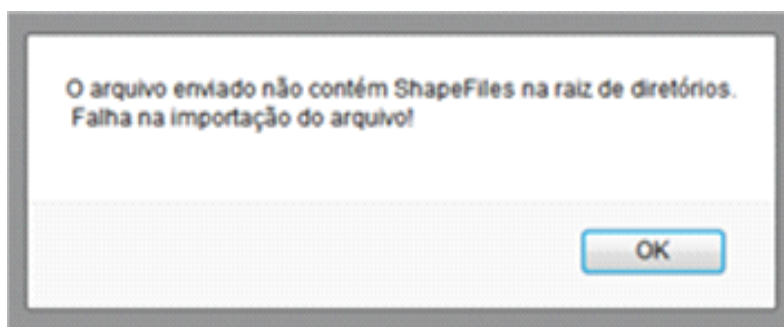 O arquivo enviado não contém ShapeFiles na raiz de diretórios.
Falha na importação do arquivo!
OK